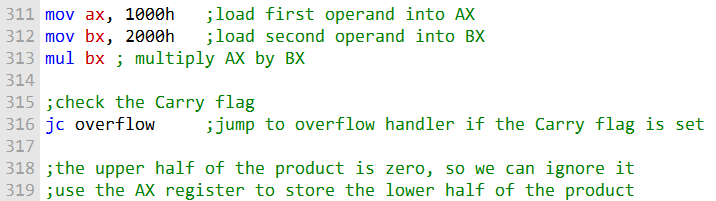 311 mov ax, 1000h   ;load first operand into AX
312 mov bx, 2000h   ;load second operand into BX
313 mul bx ; multiply AX by BX
314
315 ;check the Carry flag
316 jc overflow     ;jump to overflow handler if the Carry flag is set
317
318 ;the upper half of the product is zero, so we can ignore it
319 ;use the AX register to store the lower half of the product